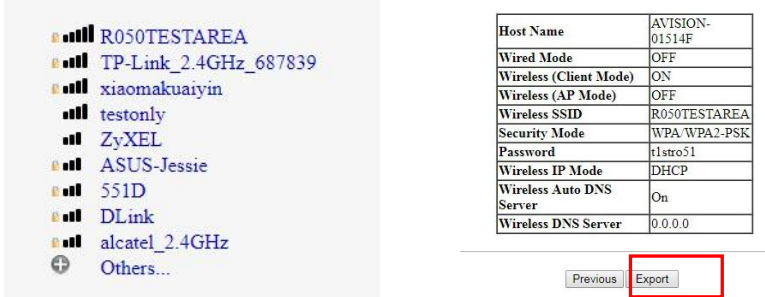 R050TESTAREA
TP-Link_2.4GHz_687839
xiaomakuaiyin
testonly
ZyXEL
ASUS-Jessie
551D
DLink
alcatel_2.4GHz
Others...
Host Name AVISION-
01514F
Wired Mode OFF
Wireless (Client Mode) ON
Wireless (AP Mode) OFF
Wireless SSID R050TESTAREA
Security Mode WPA/WPA2-PSK
Password t1stro51
Wireless IP Mode DHCP
Wireless Auto DNS
Server On
Wireless DNS Server 0.0.0.0
Previous Export